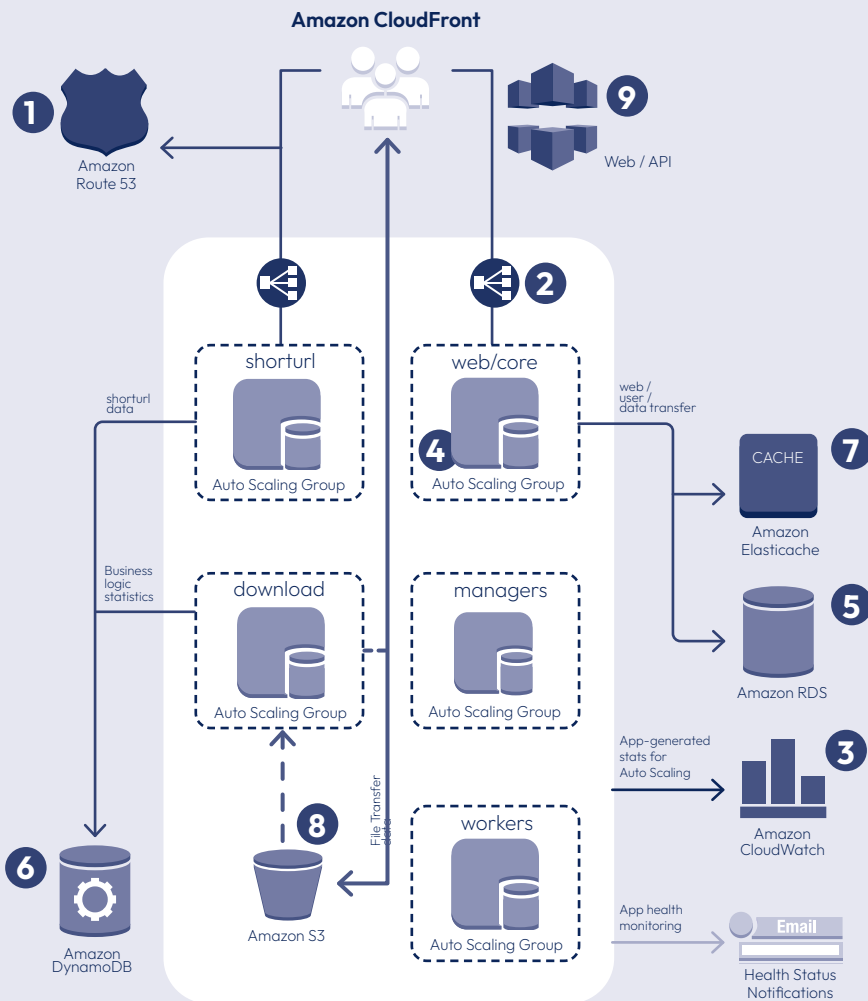 Amazon CloudFront
1
Amazon
Route 53
9
Web / API
2
shorturl
Auto Scaling Group
web/core
4
Auto Scaling Group
shorturl
data
web /
user /
data transfer
CACHE
7
Amazon
Elasticache
Business
logic
statistics
download
Auto Scaling Group
managers
Auto Scaling Group
5
Amazon RDS
App-generated
stats for
Auto Scaling
3
Amazon
CloudWatch
File Transfer
data
8
Amazon S3
workers
Auto Scaling Group
6
Amazon
DynamoDB
App health
monitoring
Email
Health Status
Notifications